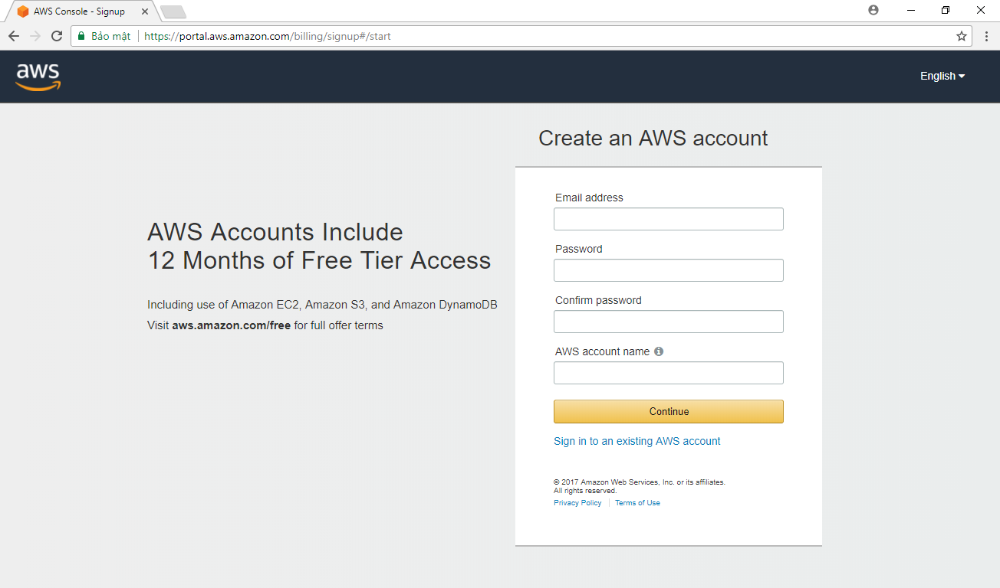 AWS Console - Signup
Bảo mật
https://portal.aws.amazon.com/billing/signup#/start
aws
English
Create an AWS account
AWS Accounts Include
12 Months of Free Tier Access
Including use of Amazon EC2, Amazon S3, and Amazon DynamoDB
Visit aws.amazon.com/free for full offer terms
Email address
Password
Confirm password
AWS account name
Continue
Sign in to an existing AWS account
© 2017 Amazon Web Services, Inc. or its affiliates.
All rights reserved.
Privacy Policy | Terms of Use